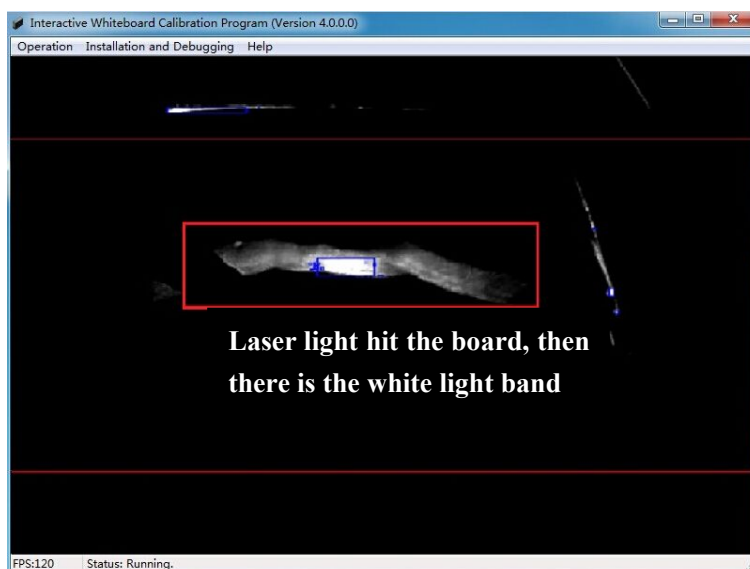 Interactive Whiteboard Calibration Program (Version 4.0.0.0)
Operation Installation and Debugging Help
Laser light hit the board, then
there is the white light band
FPS:120 Status: Running.